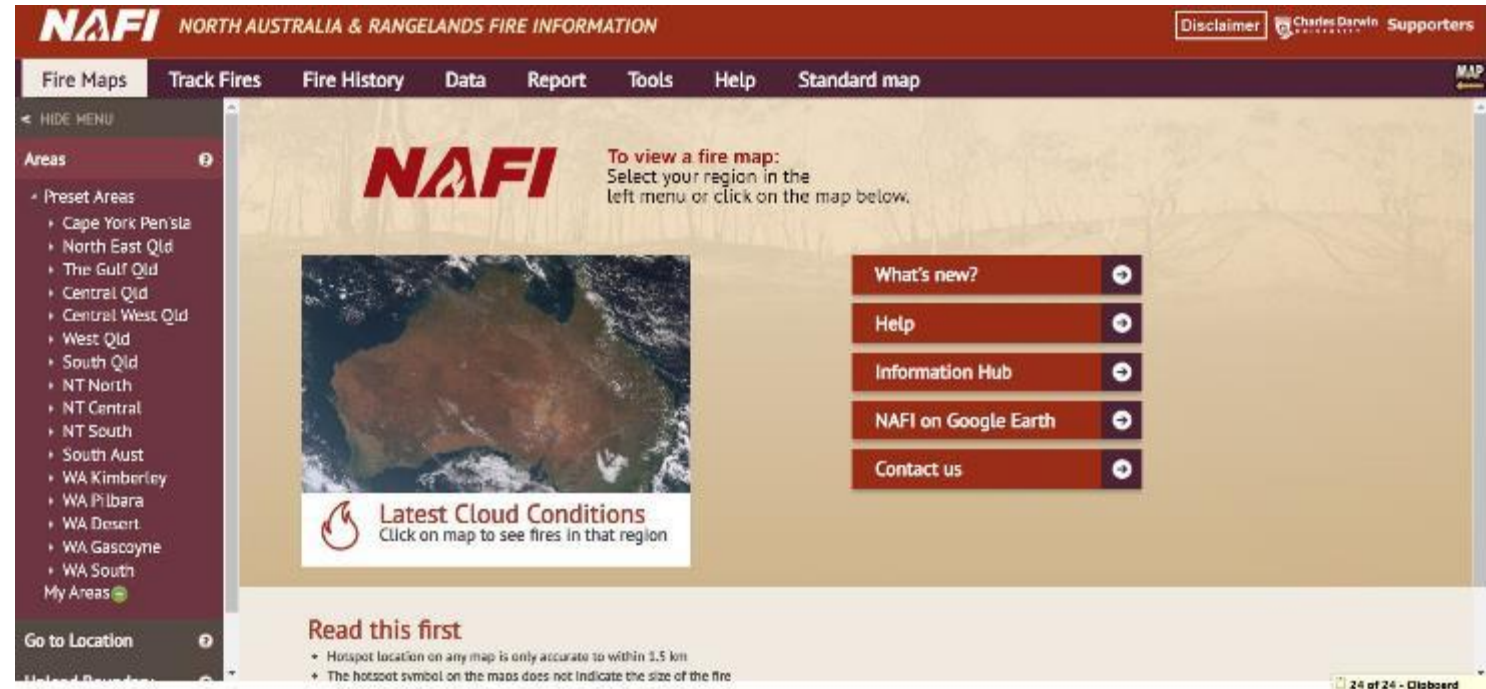 NAFI NORTH AUSTRALIA & RANGELANDS FIRE INFORMATION
Disclaimer Charles Darwin UNIVERSITY Supporters
Fire Maps Track Fires Fire History Data Report Tools Help Standard map MAP
HIDE MENU
Areas
Preset Areas
Cape York Pen'sla
North East Qld
The Gulf Qld
Central Qld
Central West Qld
West Qld
South Qld
NT North
NT Central
NT South
South Aust
WA Kimberley
WA Pilbara
WA Desert
WA Gascoyne
WA South
My Areas
Go to Location
Upload Boundary
NAFI
To view a fire map:
Select your region in the
left menu or click on the map below.
Latest Cloud Conditions
Click on map to see fires in that region
What's new?
Help
Information Hub
NAFI on Google Earth
Contact us
Read this first
Hotspot location on any map is only accurate to within 1.5 km
The hotspot symbol on the maps does not indicate the size of the fire
24 of 24 - Clipboard